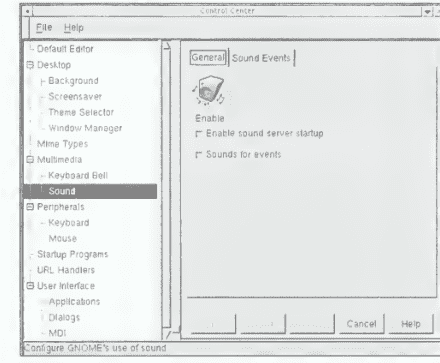 Control Center
File Help
Default Editor
Desktop
Background
Screensaver
Theme Selector
Window Manager
Mime Types
Multimedia
Keyboard Bell
Sound
Peripherals
Keyboard
Mouse
Startup Programs
URL Handlers
User Interface
Applications
Dialogs
MDI
General Sound Events
Enable
Enable sound server startup
Sounds for events
Cancel Help
Configure GNOME's use of sound